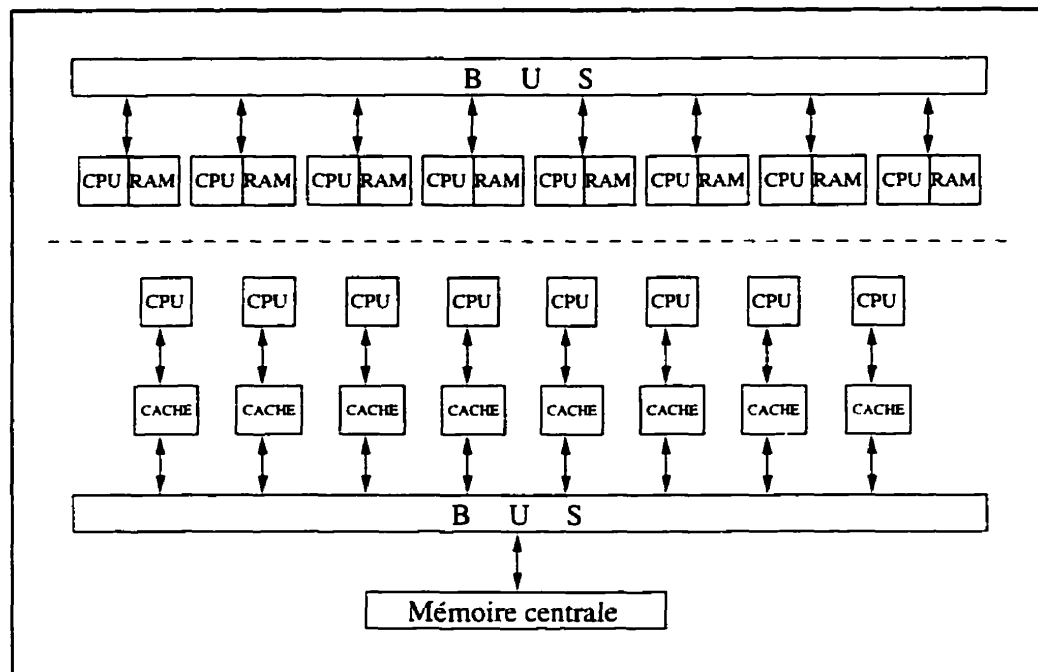 B U S
CPU RAM CPU RAM CPU RAM CPU RAM CPU RAM CPU RAM CPU RAM CPU RAM
CPU CPU CPU CPU CPU CPU CPU CPU
CACHE CACHE CACHE CACHE CACHE CACHE CACHE CACHE
B U S
Mémoire centrale